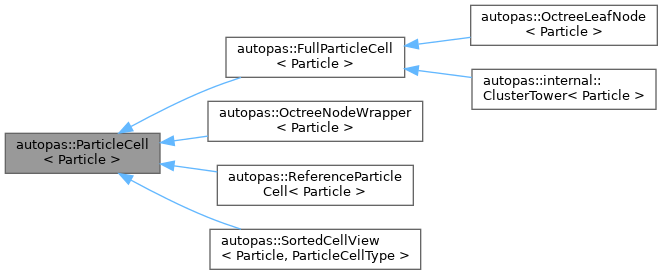 autopas::OctreeLeafNode
< Particle >
autopas::FullParticleCell
< Particle >
autopas::internal::
ClusterTower< Particle >
autopas::OctreeNodeWrapper
< Particle >
autopas::ParticleCell
< Particle >
autopas::ReferenceParticle
Cell< Particle >
autopas::SortedCellView
< Particle, ParticleCellType >